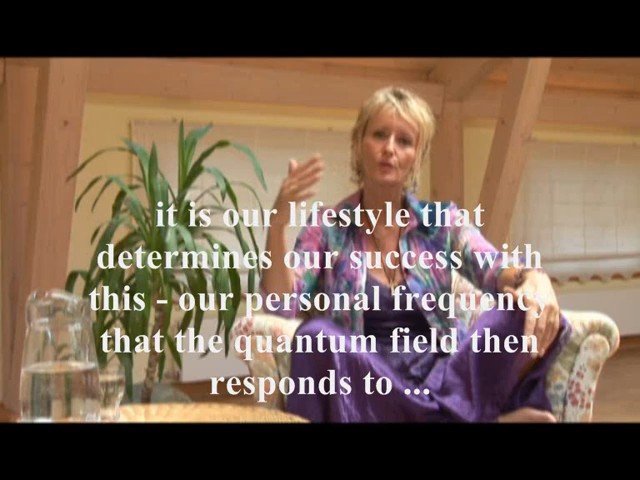 it is our lifestyle that
determines our success with
this - our personal frequency
that the quantum field then
responds to ...